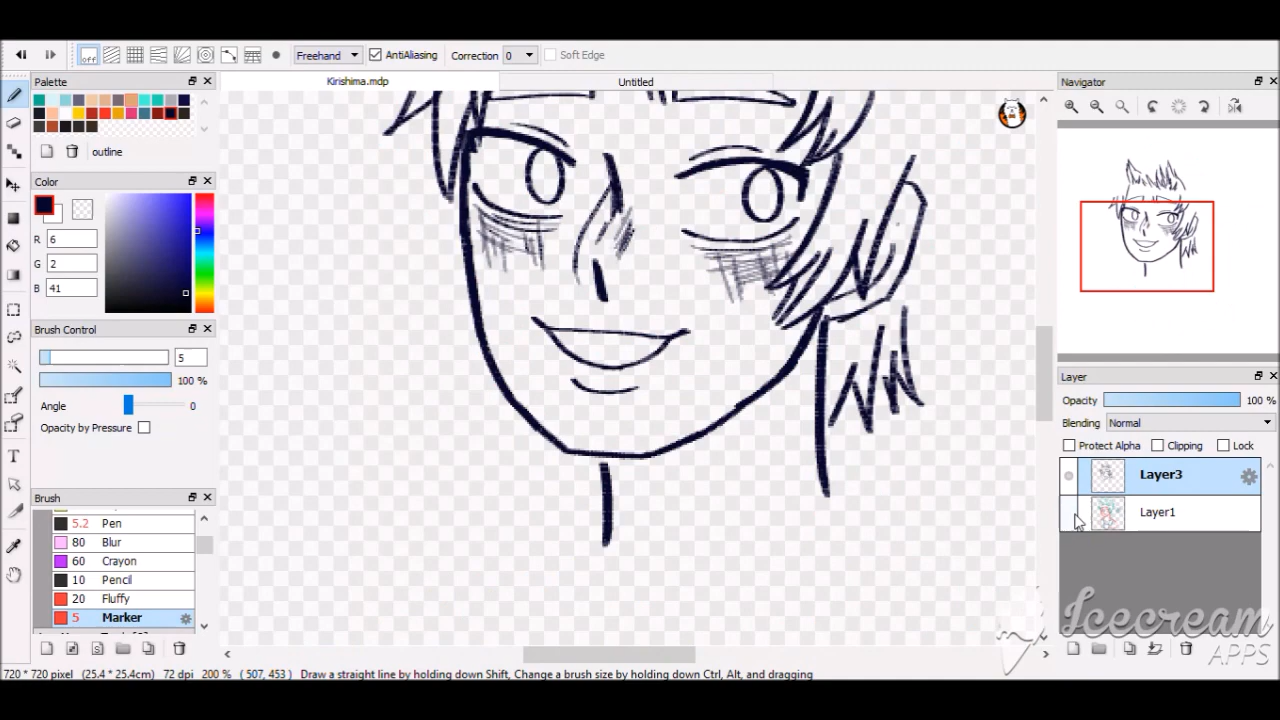 off
Freehand
AntiAliasing
Correction 0
Soft Edge
Palette
Kirishima.mdp
Untitled
Navigator
outline
Color
R 6
G 2
B 41
Brush Control
5
100 %
Angle 0
Opacity by Pressure
Layer
Opacity 100 %
Blending Normal
Protect Alpha
Clipping
Lock
Layer3
Layer1
Brush
5.2 Pen
80 Blur
60 Crayon
10 Pencil
20 Fluffy
5 Marker
T
Icecream
APPS
720 * 720 pixel (25.4 * 25.4cm) 72 dpi 200 % ( 507, 453 ) Draw a straight line by holding down Shift, Change a brush size by holding down Ctrl, Alt, and dragging